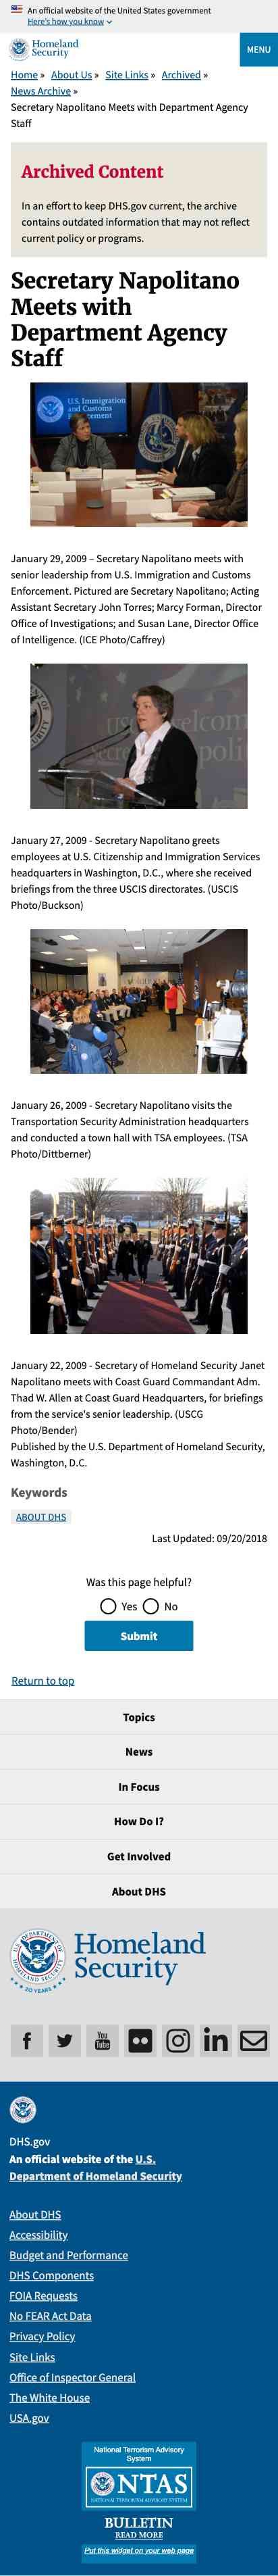 An official website of the United States government
Here's how you know
Homeland
Security
MENU
Home » About Us » Site Links » Archived »
News Archive »
Secretary Napolitano Meets with Department Agency
Staff
Archived Content
In an effort to keep DHS.gov current, the archive
contains outdated information that may not reflect
current policy or programs.
Secretary Napolitano
Meets with
Department Agency
Staff
U.S. Immigration
and Customs
January 29, 2009 – Secretary Napolitano meets with
senior leadership from U.S. Immigration and Customs
Enforcement. Pictured are Secretary Napolitano; Acting
Assistant Secretary John Torres; Marcy Forman, Director
Office of Investigations; and Susan Lane, Director Office
of Intelligence. (ICE Photo/Caffrey)
January 27, 2009 - Secretary Napolitano greets
employees at U.S. Citizenship and Immigration Services
headquarters in Washington, D.C., where she received
briefings from the three USCIS directorates. (USCIS
Photo/Buckson)
January 26, 2009 - Secretary Napolitano visits the
Transportation Security Administration headquarters
and conducted a town hall with TSA employees. (TSA
Photo/Dittberner)
January 22, 2009 - Secretary of Homeland Security Janet
Napolitano meets with Coast Guard Commandant Adm.
Thad W. Allen at Coast Guard Headquarters, for briefings
from the service's senior leadership. (USCG
Photo/Bender)
Published by the U.S. Department of Homeland Security,
Washington, D.C.
Keywords
ABOUT DHS
Last Updated: 09/20/2018
Was this page helpful?
Yes No
Submit
Return to top
Topics
News
In Focus
How Do I?
Get Involved
About DHS
Homeland
Security
20 YEARS
You
Tube
DHS.gov
An official website of the U.S.
Department of Homeland Security
About DHS
Accessibility
Budget and Performance
DHS Components
FOIA Requests
No FEAR Act Data
Privacy Policy
Site Links
Office of Inspector General
The White House
USA.gov
National Terrorism Advisory
System
NTAS
NATIONAL TERRORISM ADVISORY SYSTEM
BULLETIN
READ MORE
Put this widget on your web page